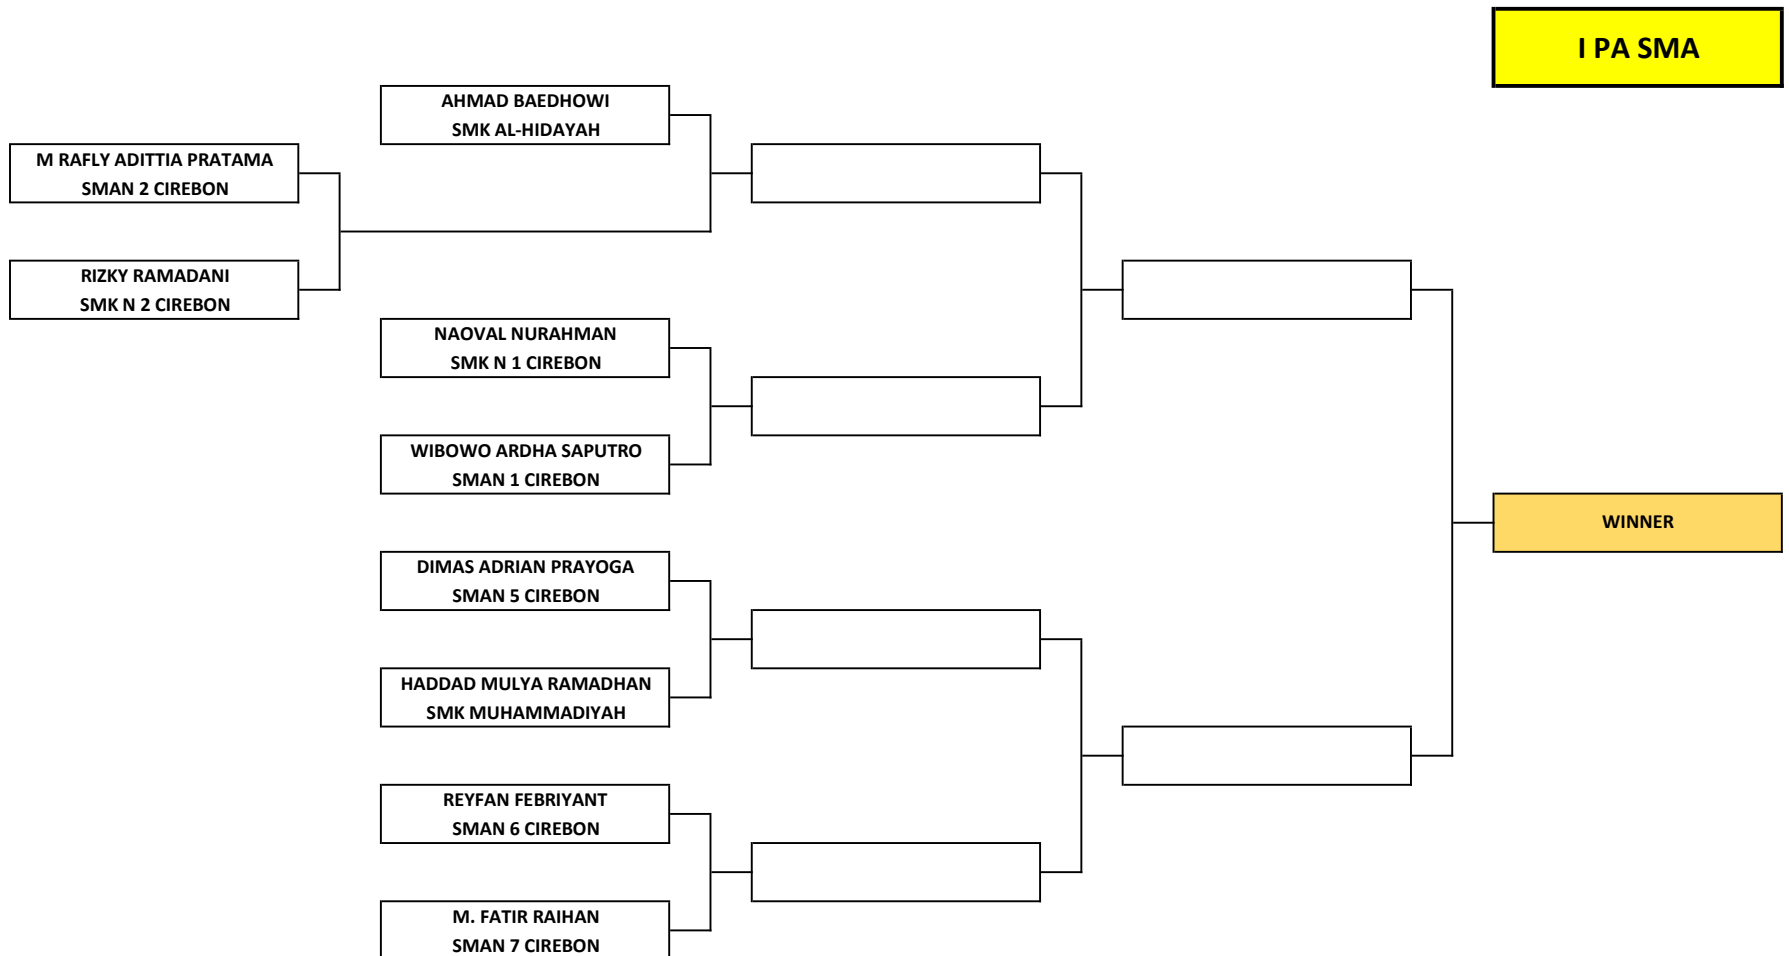 I PA SMA
AHMAD BAEDHOWI
SMK AL-HIDAYAH
M RAFLY ADITTIA PRATAMA
SMAN 2 CIREBON
RIZKY RAMADANI
SMK N 2 CIREBON
NAOVAL NURAHMAN
SMK N 1 CIREBON
WIBOWO ARDHA SAPUTRO
SMAN 1 CIREBON
WINNER
DIMAS ADRIAN PRAYOGA
SMAN 5 CIREBON
HADDAD MULYA RAMADHAN
SMK MUHAMMADIYAH
REYFAN FEBRIYANT
SMAN 6 CIREBON
M. FATIR RAIHAN
SMAN 7 CIREBON